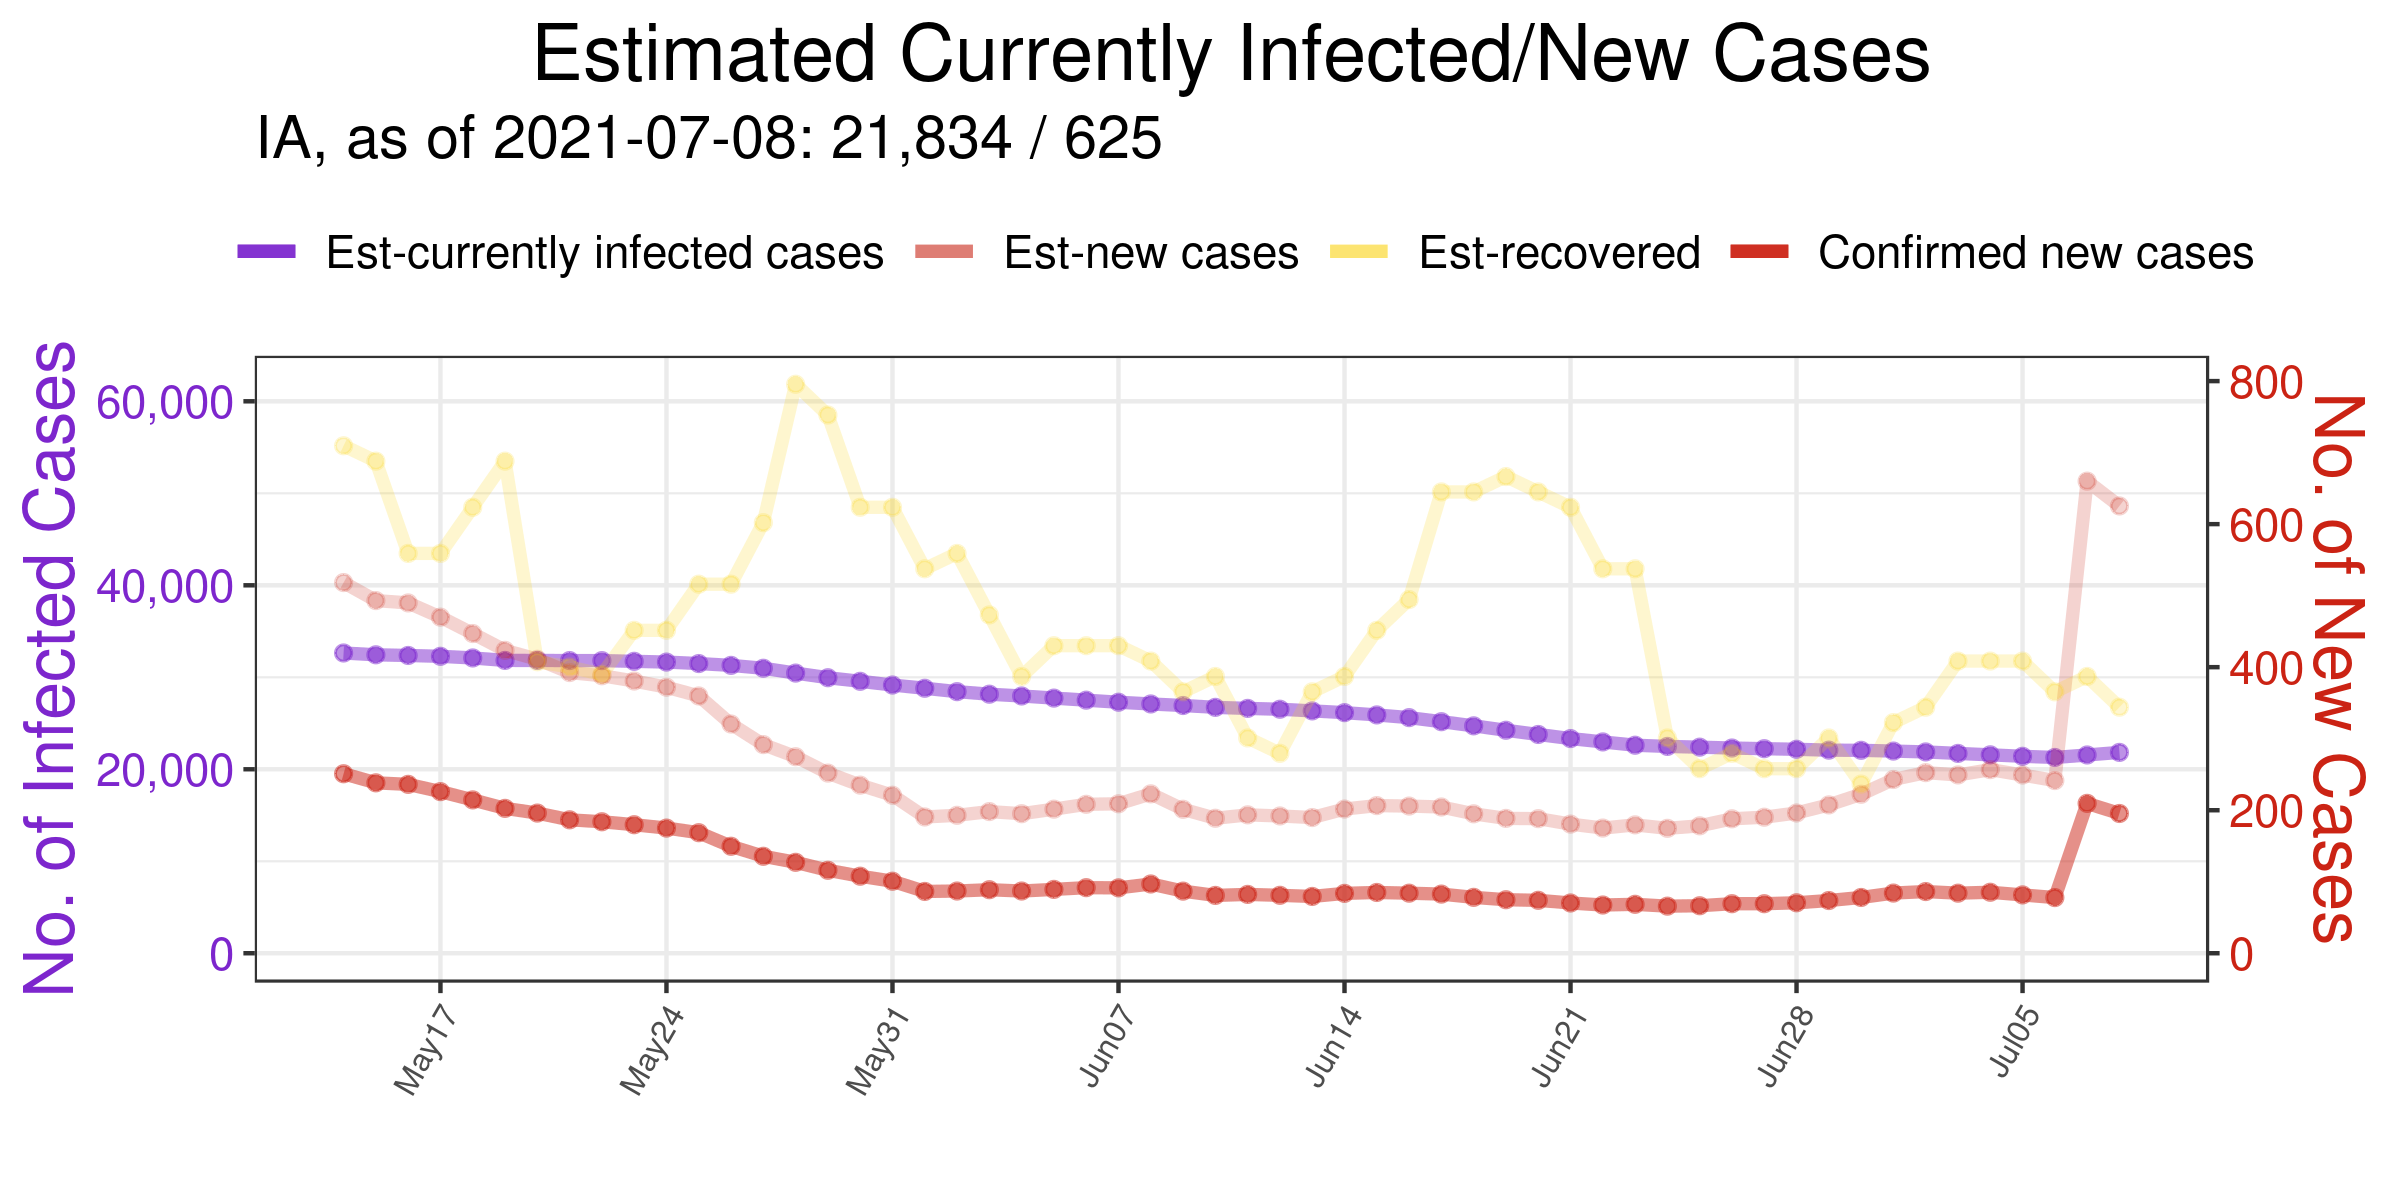 Estimated Currently Infected/New Cases
IA, as of 2021-07-08: 21,834 / 625
Est-currently infected cases
Est-new cases
Est-recovered
Confirmed new cases
No. of Infected Cases
60,000
40,000
20,000
0
800
600
400
200
0
No. of New Cases
May17
May24
May31
Jun07
Jun14
Jun21
Jun28
Jul05